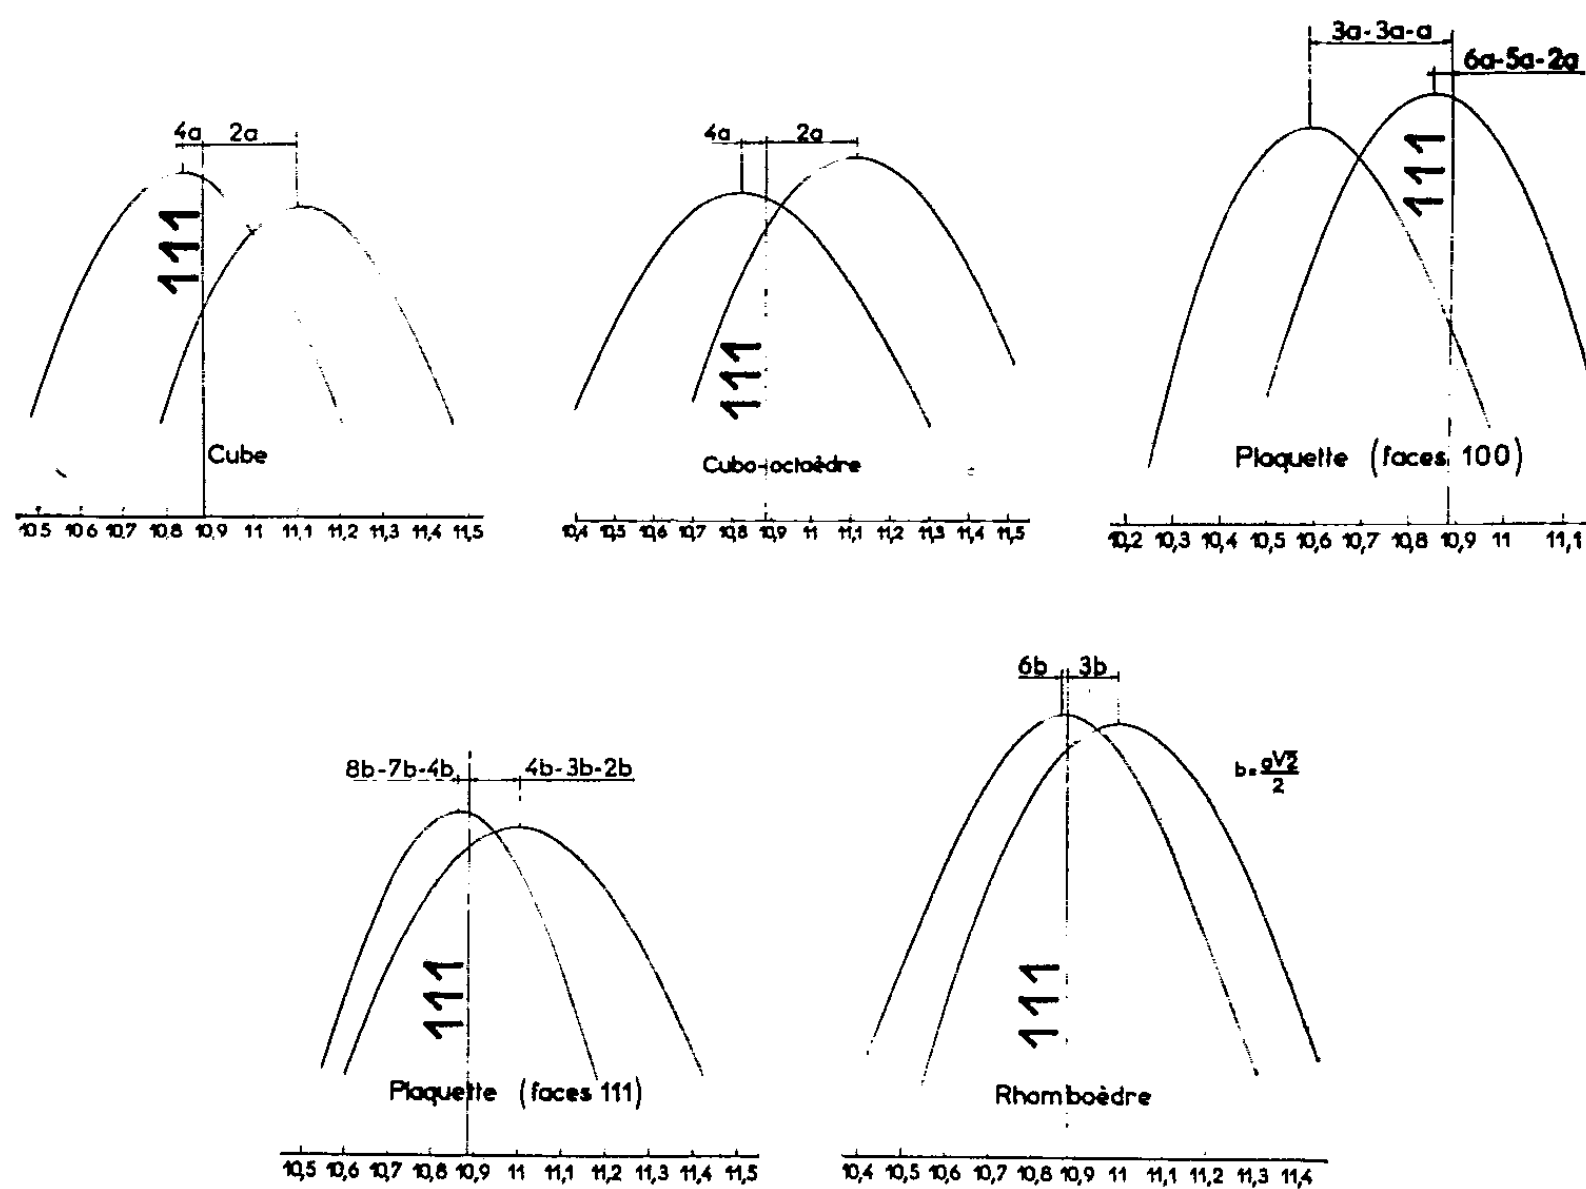 4a 2a
111
Cube
10,5 10,6 10,7 10,8 10,9 11 11,1 11,2 11,3 11,4 11,5
4a 2a
111
Cubo-octaèdre
10,4 10,5 10,6 10,7 10,8 10,9 11 11,1 11,2 11,3 11,4 11,5
3a-3a-a
6a-5a-2a
111
Plaquette (faces 100)
10,2 10,3 10,4 10,5 10,6 10,7 10,8 10,9 11 11,1
8b-7b-4b 4b-3b-2b
111
Plaquette (faces 111)
10,5 10,6 10,7 10,8 10,9 11 11,1 11,2 11,3 11,4 11,5
6b 3b
b=a√2/2
111
Rhomboèdre
10,4 10,5 10,6 10,7 10,8 10,9 11 11,1 11,2 11,3 11,4